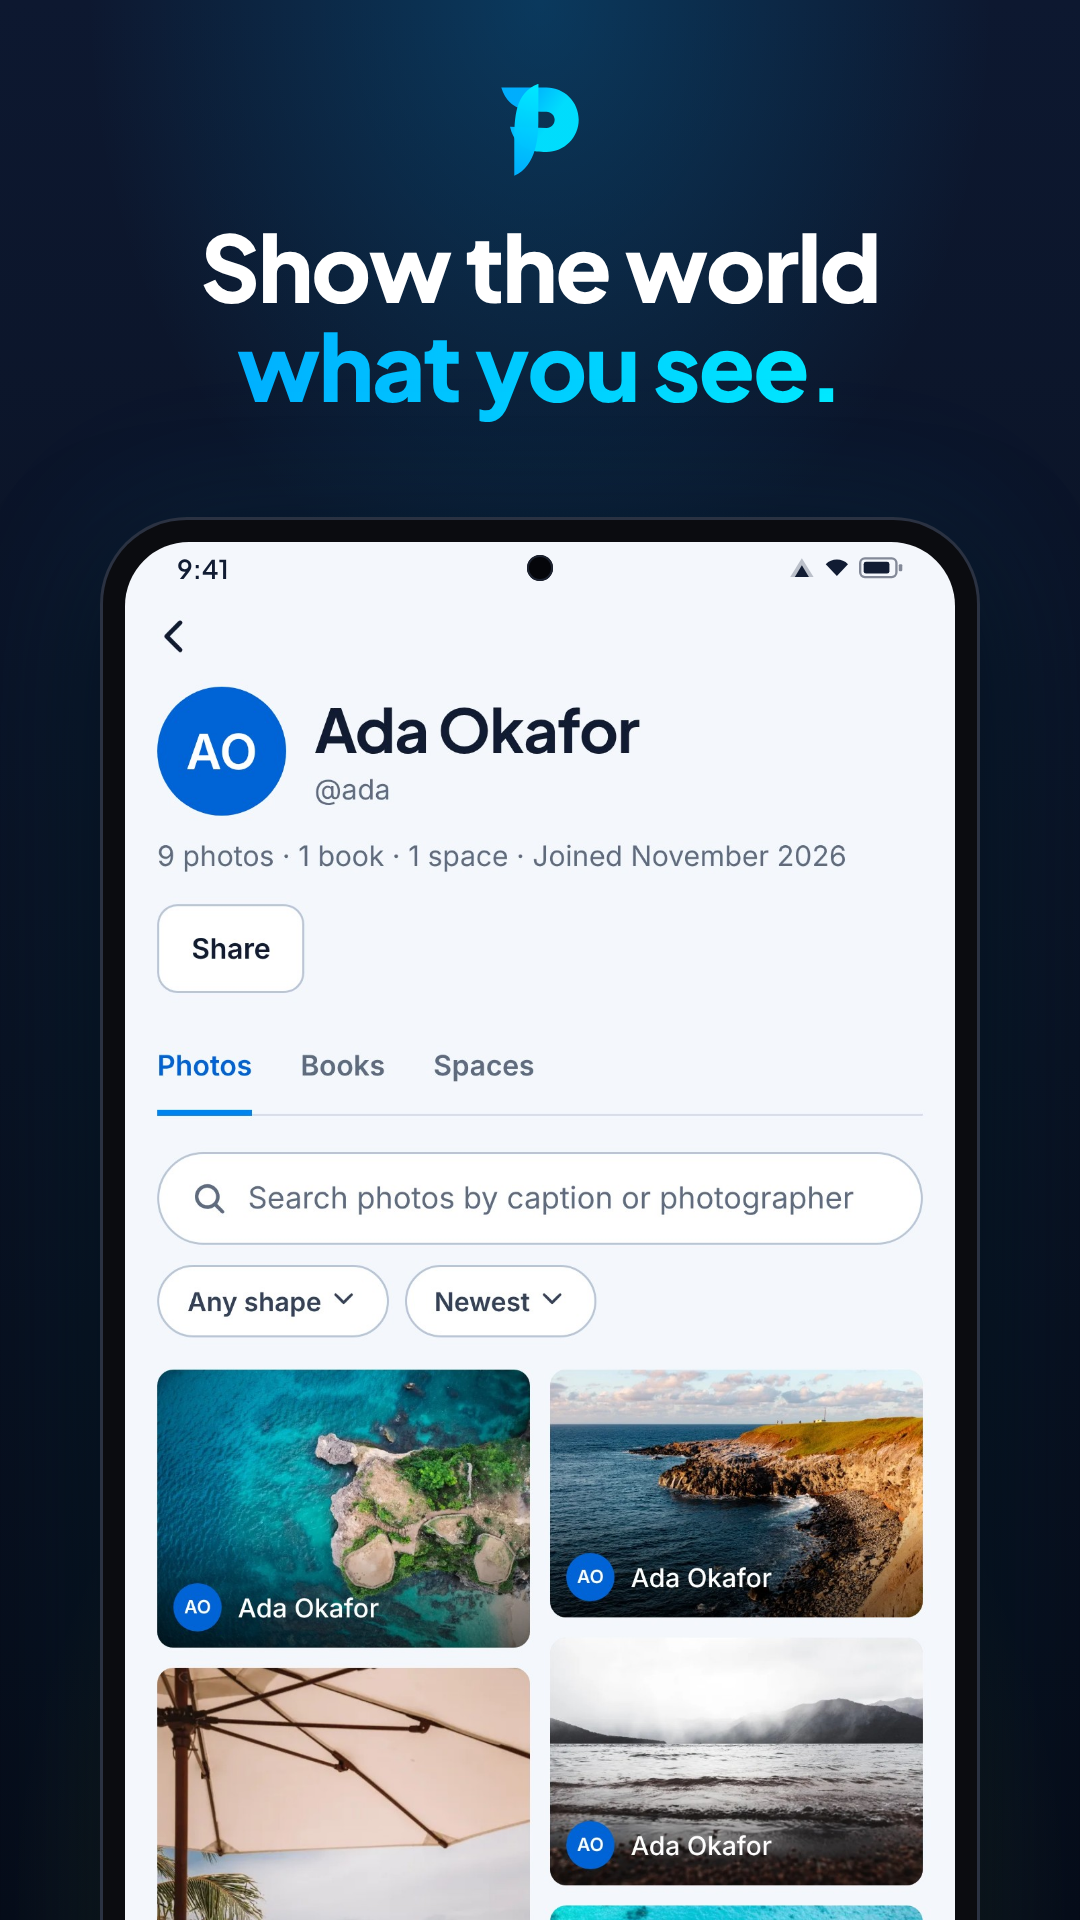 Show the world
what you see.
9:41
AO
Ada Okafor
@ada
9 photos · 1 book · 1 space · Joined November 2026
Share
Photos Books Spaces
Search photos by caption or photographer
Any shape Newest
AO Ada Okafor
AO Ada Okafor
AO Ada Okafor